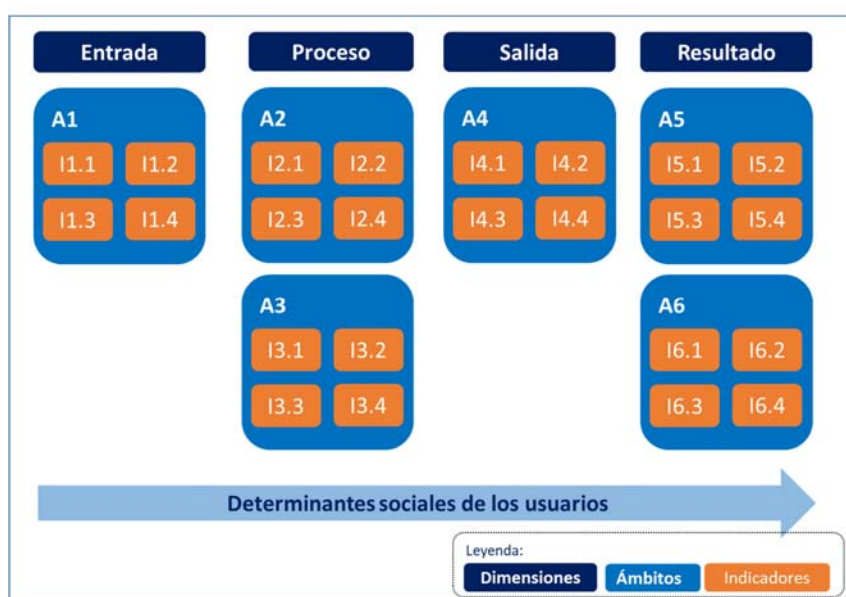 Entrada Proceso Salida Resultado
A1 A2 A4 A5
I1.1 I1.2 I2.1 I2.2 I4.1 I4.2 I5.1 I5.2
I1.3 I1.4 I2.3 I2.4 I4.3 I4.4 I5.3 I5.4
A3 A6
I3.1 I3.2 I6.1 I6.2
I3.3 I3.4 I6.3 I6.4
Determinantes sociales de los usuarios
Leyenda:
Dimensiones Ámbitos Indicadores